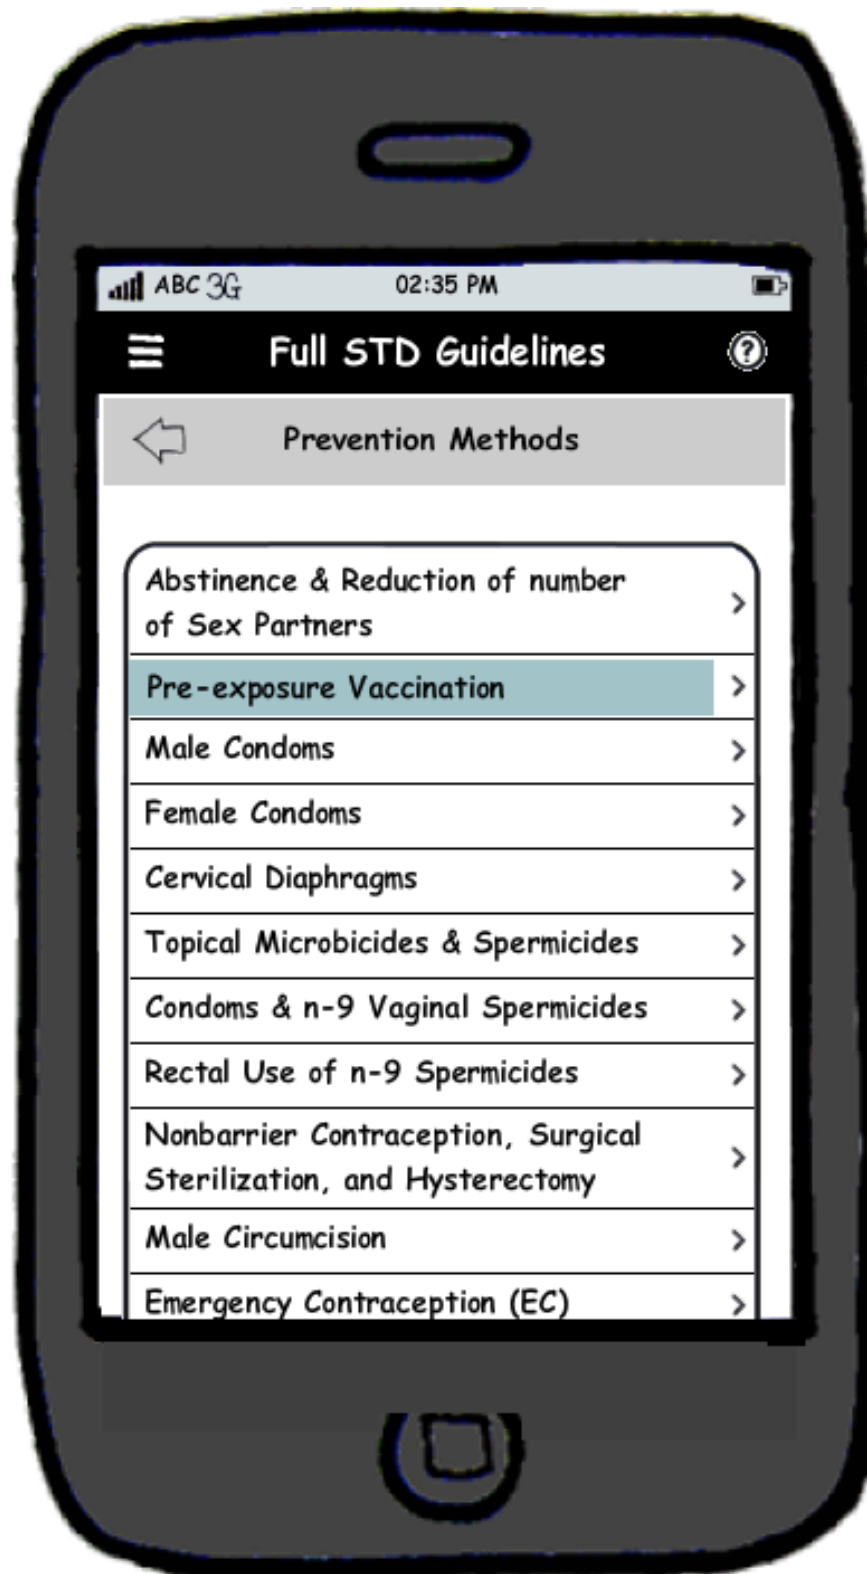 ABC 3G 02:35 PM
Full STD Guidelines ?
Prevention Methods
Abstinence & Reduction of number
of Sex Partners
Pre-exposure Vaccination
Male Condoms
Female Condoms
Cervical Diaphragms
Topical Microbicides & Spermicides
Condoms & n-9 Vaginal Spermicides
Rectal Use of n-9 Spermicides
Nonbarrier Contraception, Surgical
Sterilization, and Hysterectomy
Male Circumcision
Emergency Contraception (EC)